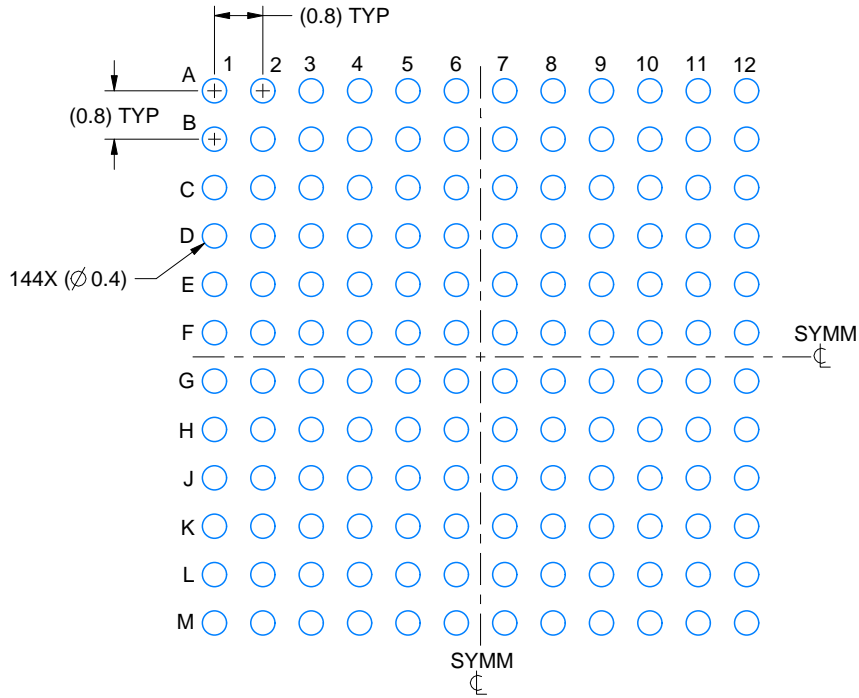 (0.8) TYP
1 2 3 4 5 6 7 8 9 10 11 12
A
(0.8) TYP
B
C
D
144X (∅ 0.4)
E
F
SYMM
℄
G
H
J
K
L
M
SYMM
℄